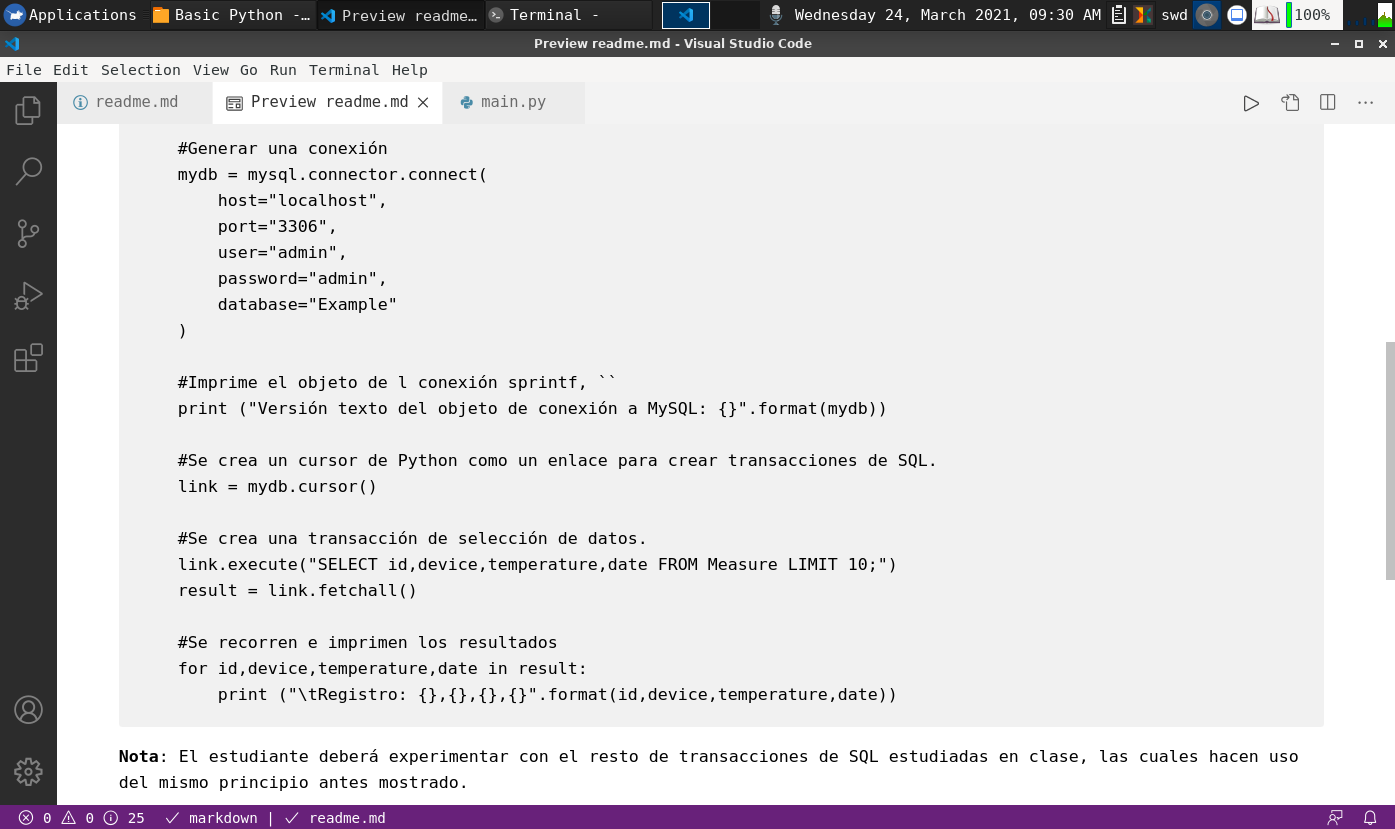 Applications Basic Python -... Preview readme... Terminal - Wednesday 24, March 2021, 09:30 AM swd 100%
Preview readme.md - Visual Studio Code
File Edit Selection View Go Run Terminal Help
readme.md Preview readme.md main.py
#Generar una conexión
mydb = mysql.connector.connect(
    host="localhost",
    port="3306",
    user="admin",
    password="admin",
    database="Example"
)
#Imprime el objeto de l conexión sprintf, ``
print ("Versión texto del objeto de conexión a MySQL: {}".format(mydb))
#Se crea un cursor de Python como un enlace para crear transacciones de SQL.
link = mydb.cursor()
#Se crea una transacción de selección de datos.
link.execute("SELECT id,device,temperature,date FROM Measure LIMIT 10;")
result = link.fetchall()
#Se recorren e imprimen los resultados
for id,device,temperature,date in result:
    print ("\tRegistro: {},{},{},{}".format(id,device,temperature,date))
Nota: El estudiante deberá experimentar con el resto de transacciones de SQL estudiadas en clase, las cuales hacen uso
del mismo principio antes mostrado.
0 0 25 markdown | readme.md